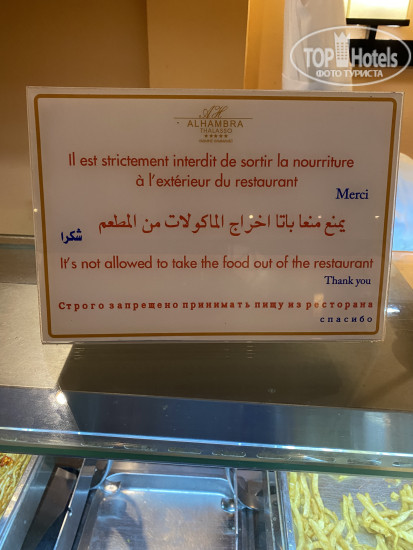 TOPHotels
ФОТО ТУРИСТА
AH
ALHAMBRA
THALASSO
★★★★★
Il est strictement interdit de sortir la nourriture
à l'extérieur du restaurant
Merci
يمنع منعا باتا اخراج الماكولات من المطعم
شكرا
It's not allowed to take the food out of the restaurant
Thank you
Строго запрещено принимать пищу из ресторана
спасибо